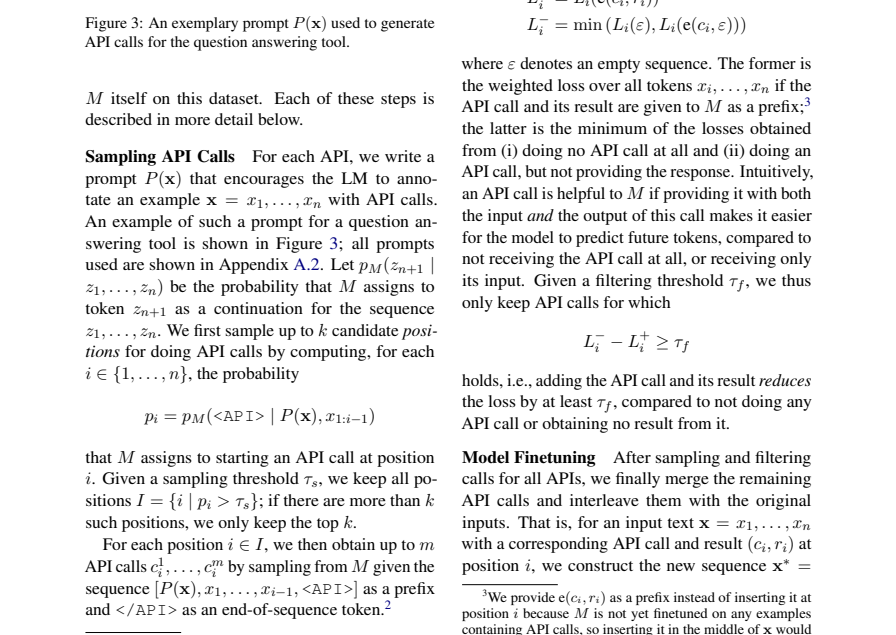 Figure 3: An exemplary prompt P(x) used to generate
API calls for the question answering tool.
M itself on this dataset. Each of these steps is
described in more detail below.
Sampling API Calls For each API, we write a
prompt P(x) that encourages the LM to anno-
tate an example x = x₁, . . . , xₙ with API calls.
An example of such a prompt for a question an-
swering tool is shown in Figure 3; all prompts
used are shown in Appendix A.2. Let p_M(zₙ₊₁ |
z₁, . . . , zₙ) be the probability that M assigns to
token zₙ₊₁ as a continuation for the sequence
z₁, . . . , zₙ. We first sample up to k candidate posi-
tions for doing API calls by computing, for each
i ∈ {1, . . . , n}, the probability
pᵢ = p_M(<API> | P(x), x₁:ᵢ₋₁)
that M assigns to starting an API call at position
i. Given a sampling threshold τₛ, we keep all po-
sitions I = {i | pᵢ > τₛ}; if there are more than k
such positions, we only keep the top k.
For each position i ∈ I, we then obtain up to m
API calls cᵢ¹, . . . , cᵢᵐ by sampling from M given the
sequence [P(x), x₁, . . . , xᵢ₋₁, <API>] as a prefix
and </API> as an end-of-sequence token.²
Lᵢ⁻ = min (Lᵢ(ε), Lᵢ(e(cᵢ, ε)))
where ε denotes an empty sequence. The former is
the weighted loss over all tokens xᵢ, . . . , xₙ if the
API call and its result are given to M as a prefix;³
the latter is the minimum of the losses obtained
from (i) doing no API call at all and (ii) doing an
API call, but not providing the response. Intuitively,
an API call is helpful to M if providing it with both
the input and the output of this call makes it easier
for the model to predict future tokens, compared to
not receiving the API call at all, or receiving only
its input. Given a filtering threshold τ_f, we thus
only keep API calls for which
Lᵢ⁻ − Lᵢ⁺ ≥ τ_f
holds, i.e., adding the API call and its result reduces
the loss by at least τ_f, compared to not doing any
API call or obtaining no result from it.
Model Finetuning After sampling and filtering
calls for all APIs, we finally merge the remaining
API calls and interleave them with the original
inputs. That is, for an input text x = x₁, . . . , xₙ
with a corresponding API call and result (cᵢ, rᵢ) at
position i, we construct the new sequence x* =
³We provide e(cᵢ, rᵢ) as a prefix instead of inserting it at
position i because M is not yet finetuned on any examples
containing API calls, so inserting it in the middle of x would